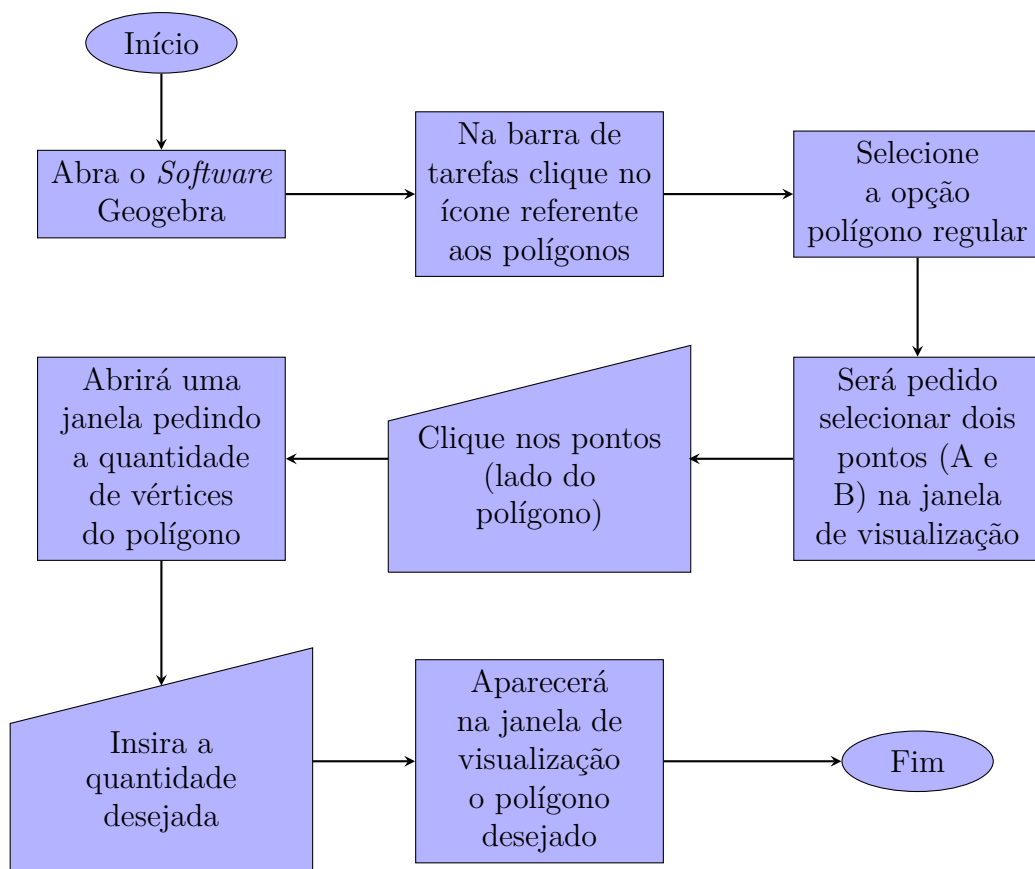 Início
Abra o Software
Geogebra
Na barra de
tarefas clique no
ícone referente
aos polígonos
Selecione
a opção
polígono regular
Será pedido
selecionar dois
pontos (A e
B) na janela
de visualização
Clique nos pontos
(lado do
polígono)
Abrirá uma
janela pedindo
a quantidade
de vértices
do polígono
Insira a
quantidade
desejada
Aparecerá
na janela de
visualização
o polígono
desejado
Fim